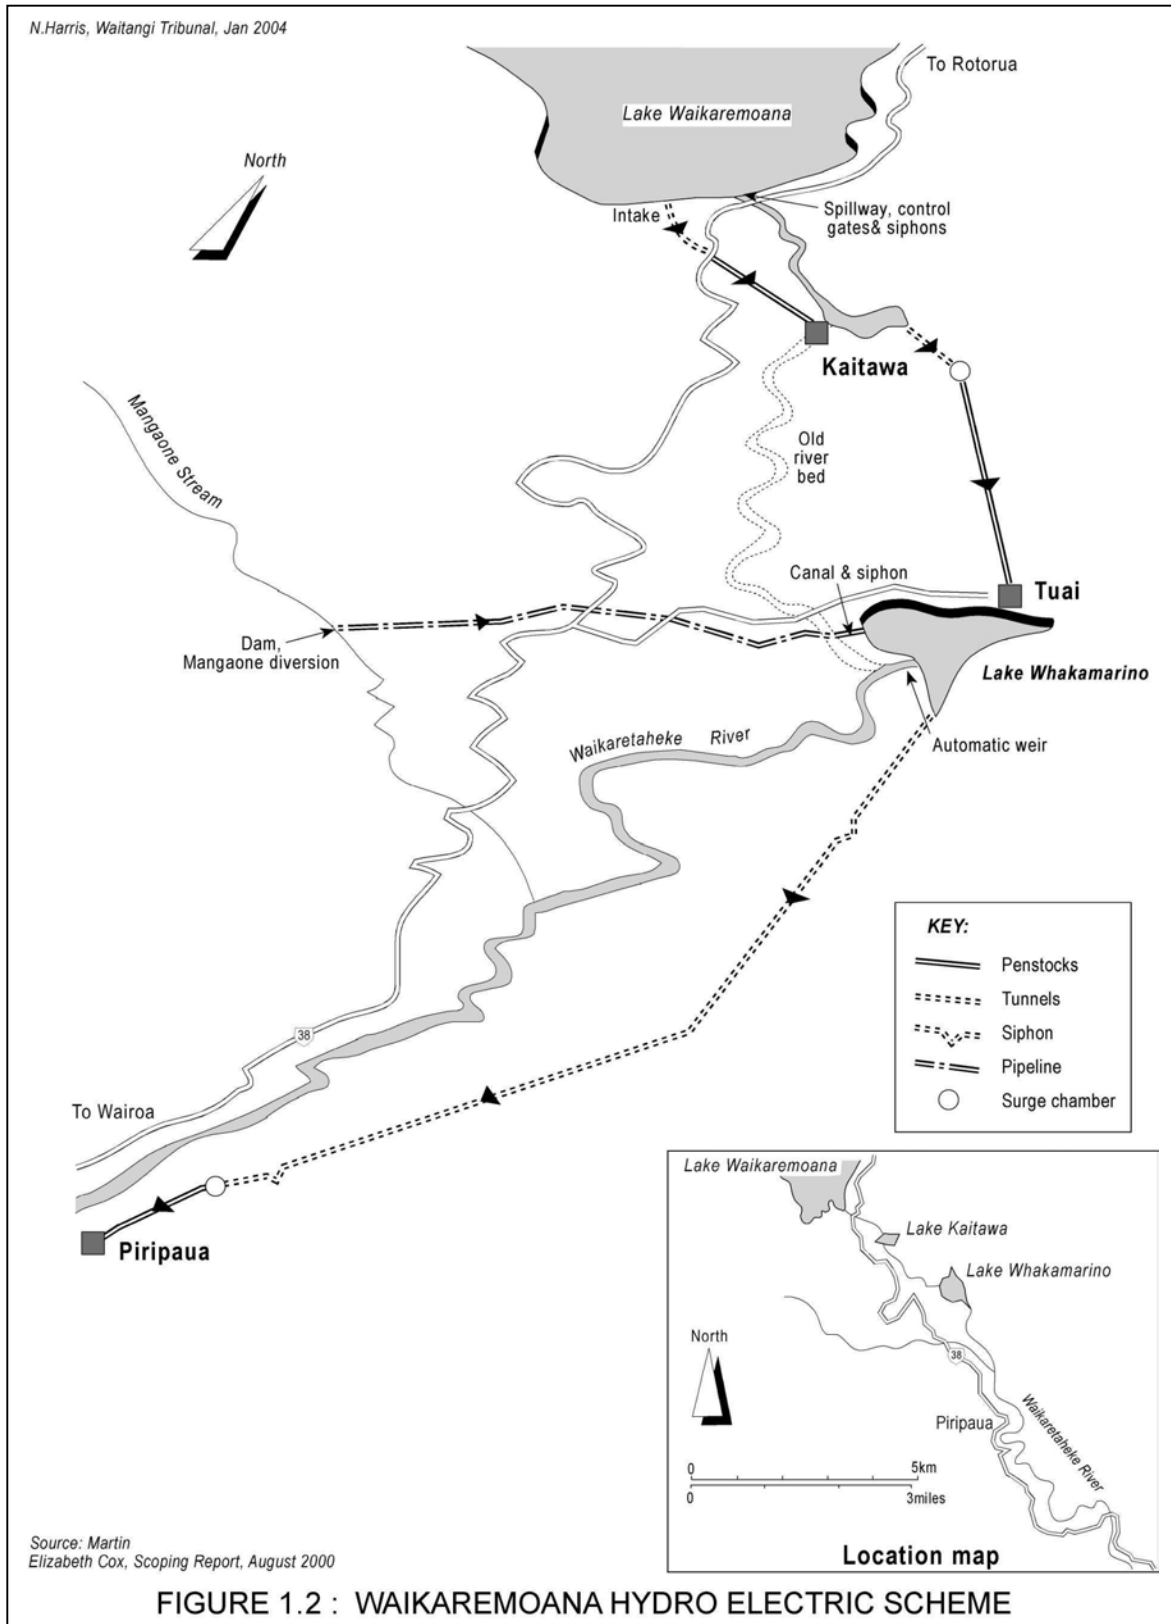 N.Harris, Waitangi Tribunal, Jan 2004
To Rotorua
Lake Waikaremoana
North
Intake
Spillway, control
gates& siphons
Kaitawa
Mangaone Stream
Old
river
bed
Canal & siphon
Tuai
Dam,
Mangaone diversion
Lake Whakamarino
Waikaretaheke River
Automatic weir
KEY:
Penstocks
Tunnels
Siphon
Pipeline
Surge chamber
38
To Wairoa
Piripaua
Lake Waikaremoana
Lake Kaitawa
Lake Whakamarino
North
38
Piripaua
Waikaretaheke River
0 5km
0 3miles
Location map
Source: Martin
Elizabeth Cox, Scoping Report, August 2000
FIGURE 1.2 : WAIKAREMOANA HYDRO ELECTRIC SCHEME